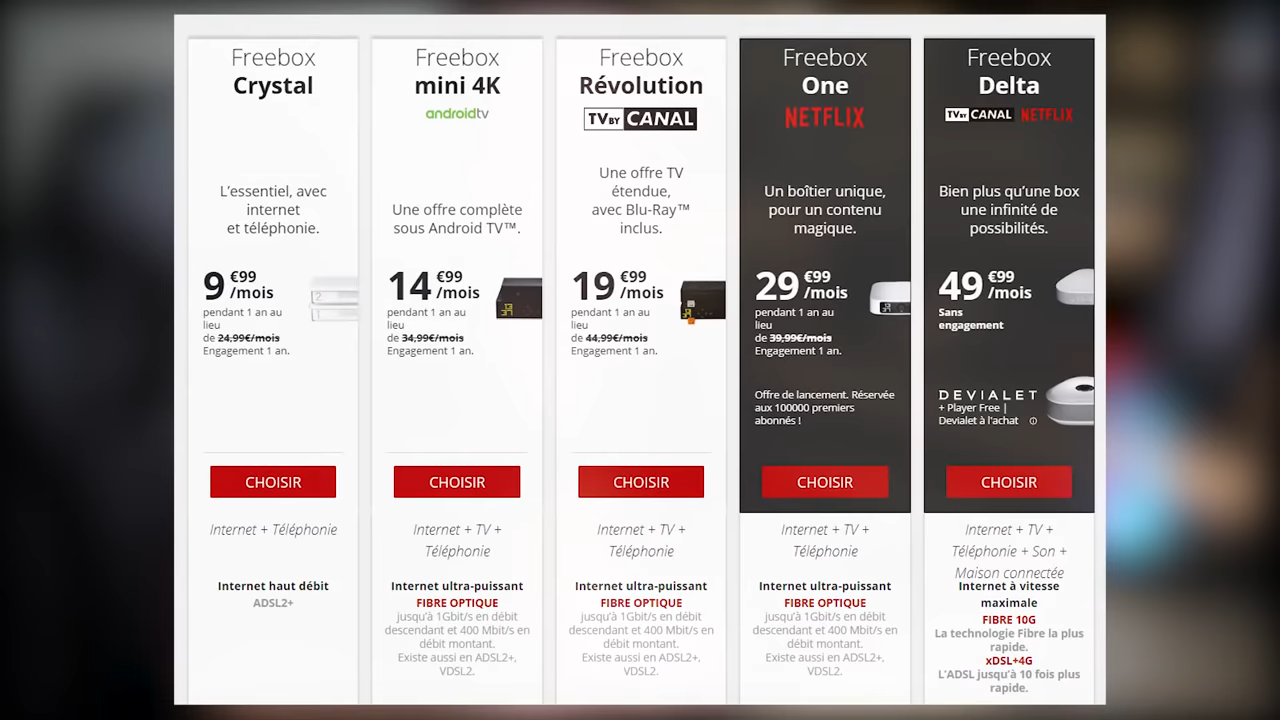 Freebox
Crystal
L'essentiel, avec
internet
et téléphonie.
9 €99
/mois
pendant 1 an au
lieu
de 24,99€/mois
Engagement 1 an.
CHOISIR
Internet + Téléphonie
Internet haut débit
ADSL2+
Freebox
mini 4K
androidtv
Une offre complète
sous Android TV™.
14 €99
/mois
pendant 1 an au
lieu
de 34,99€/mois
Engagement 1 an.
CHOISIR
Internet + TV +
Téléphonie
Internet ultra-puissant
FIBRE OPTIQUE
jusqu'à 1Gbit/s en débit
descendant et 400 Mbit/s en
débit montant.
Existe aussi en ADSL2+,
VDSL2.
Freebox
Révolution
TV BY CANAL
Une offre TV
étendue,
avec Blu-Ray™
inclus.
19 €99
/mois
pendant 1 an au
lieu
de 44,99€/mois
Engagement 1 an.
CHOISIR
Internet + TV +
Téléphonie
Internet ultra-puissant
FIBRE OPTIQUE
jusqu'à 1Gbit/s en débit
descendant et 400 Mbit/s en
débit montant.
Existe aussi en ADSL2+,
VDSL2.
Freebox
One
NETFLIX
Un boîtier unique,
pour un contenu
magique.
29 €99
/mois
pendant 1 an au
lieu
de 39,99€/mois
Engagement 1 an.
Offre de lancement. Réservée
aux 100000 premiers
abonnés !
CHOISIR
Internet + TV +
Téléphonie
Internet ultra-puissant
FIBRE OPTIQUE
jusqu'à 1Gbit/s en débit
descendant et 400 Mbit/s en
débit montant.
Existe aussi en ADSL2+,
VDSL2.
Freebox
Delta
TV BY CANAL NETFLIX
Bien plus qu'une box
une infinité de
possibilités.
49 €99
/mois
Sans
engagement
DEVIALET
+ Player Free |
Devialet à l'achat
CHOISIR
Internet + TV +
Téléphonie + Son +
Maison connectée
Internet à vitesse
maximale
FIBRE 10G
La technologie Fibre la plus
rapide.
xDSL+4G
L'ADSL jusqu'à 10 fois plus
rapide.